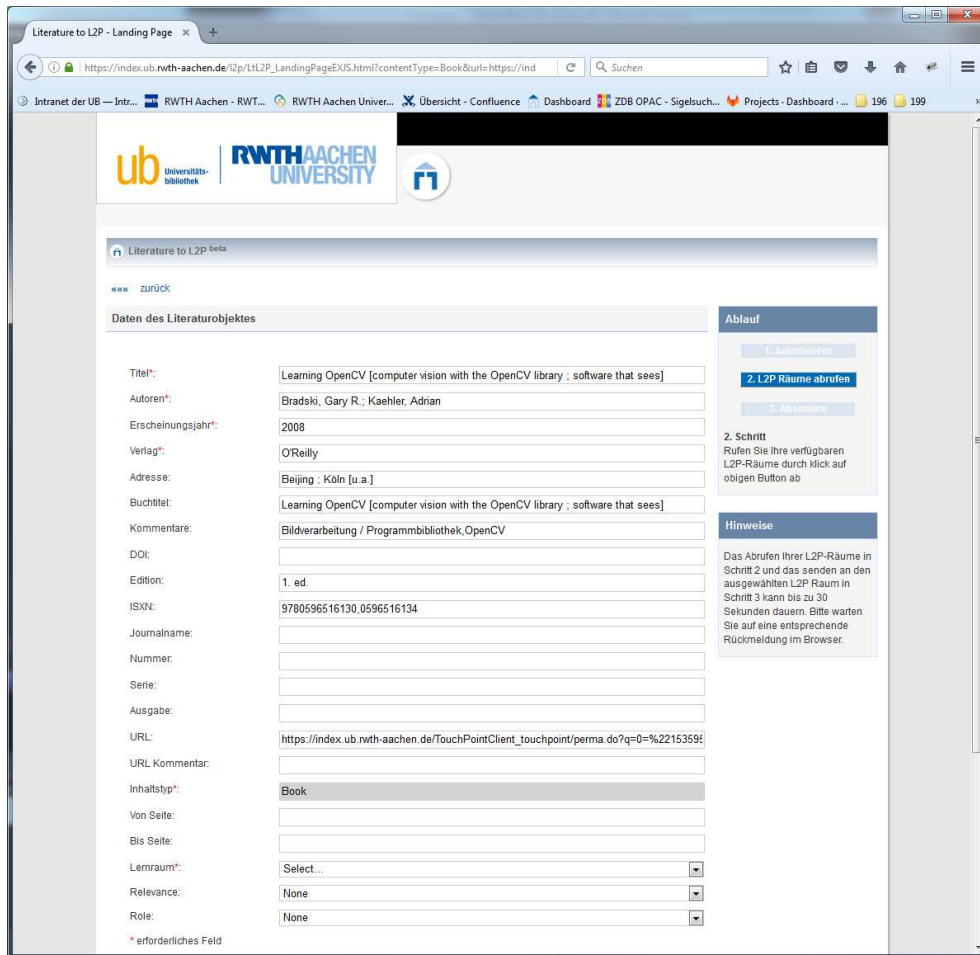 Literature to L2P - Landing Page
https://index.ub.rwth-aachen.de/l2p/LtL2P_LandingPageEXJS.html?contentType=Book&url=https://ind
Suchen
Intranet der UB — Intr... RWTH Aachen - RWT... RWTH Aachen Univer... Übersicht - Confluence Dashboard ZDB OPAC - Sigelsuch... Projects · Dashboard · ... 196 199
ub Universitäts-
bibliothek
RWTHAACHEN
UNIVERSITY
Literature to L2P beta
««« zurück
Daten des Literaturobjektes
Titel*: Learning OpenCV [computer vision with the OpenCV library ; software that sees]
Autoren*: Bradski, Gary R.; Kaehler, Adrian
Erscheinungsjahr*: 2008
Verlag*: O'Reilly
Adresse: Beijing ; Köln [u.a.]
Buchtitel: Learning OpenCV [computer vision with the OpenCV library ; software that sees]
Kommentare: Bildverarbeitung / Programmbibliothek,OpenCV
DOI:
Edition: 1. ed.
ISXN: 9780596516130,0596516134
Journalname:
Nummer:
Serie:
Ausgabe:
URL: https://index.ub.rwth-aachen.de/TouchPointClient_touchpoint/perma.do?q=0=%22153595
URL Kommentar:
Inhaltstyp*: Book
Von Seite:
Bis Seite:
Lernraum*: Select...
Relevance: None
Role: None
* erforderliches Feld
Ablauf
1. Autorisieren
2. L2P Räume abrufen
3. Absenden
2. Schritt
Rufen Sie Ihre verfügbaren
L2P-Räume durch klick auf
obigen Button ab
Hinweise
Das Abrufen Ihrer L2P-Räume in
Schritt 2 und das senden an den
ausgewählten L2P Raum in
Schritt 3 kann bis zu 30
Sekunden dauern. Bitte warten
Sie auf eine entsprechende
Rückmeldung im Browser.